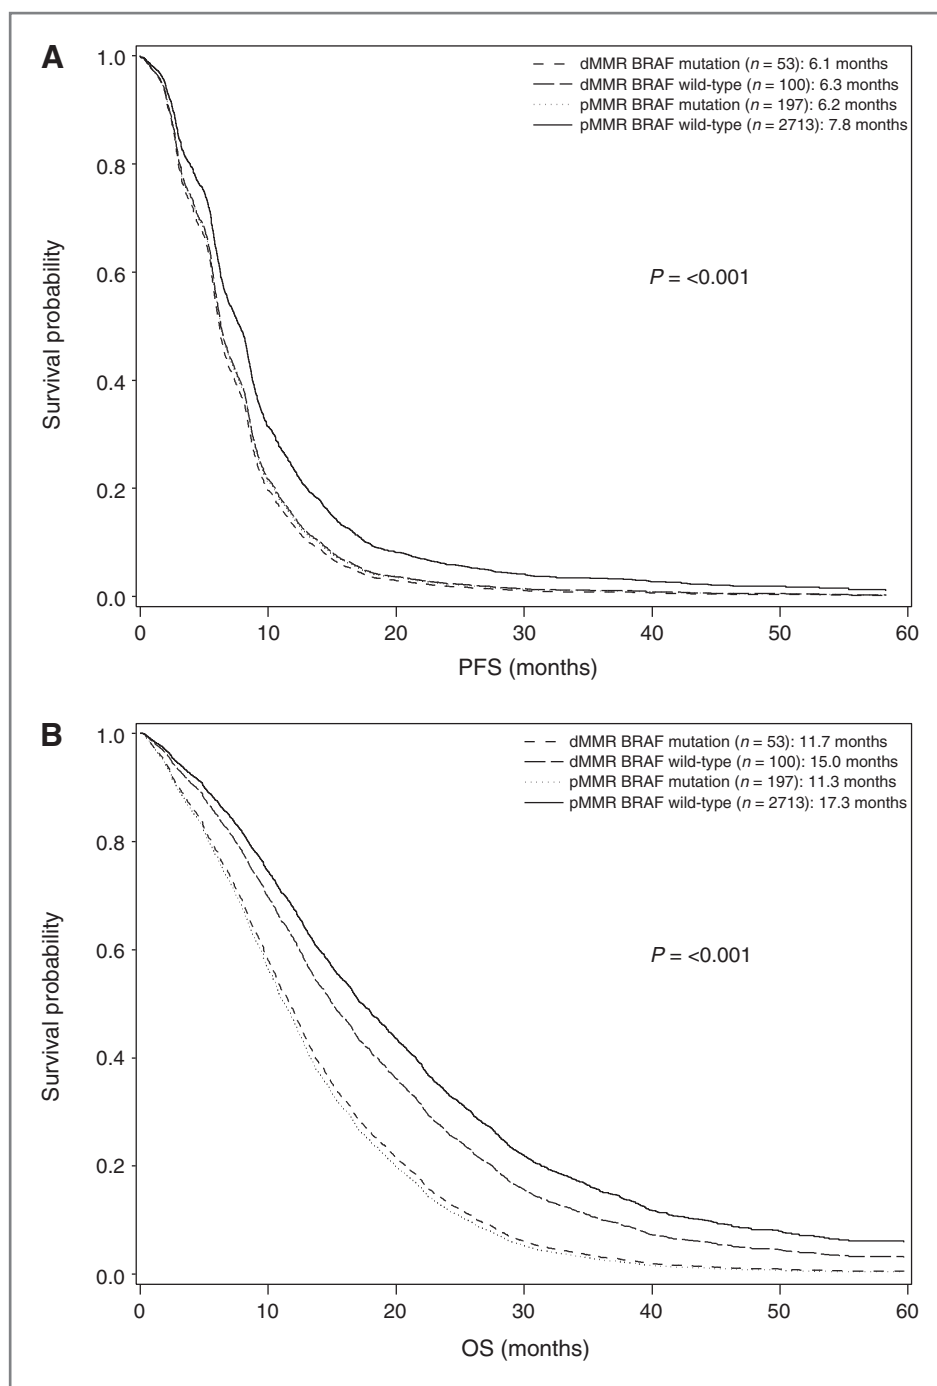 A
1.0
0.8
0.6
0.4
0.2
0.0
Survival probability
dMMR BRAF mutation (n = 53): 6.1 months
dMMR BRAF wild-type (n = 100): 6.3 months
pMMR BRAF mutation (n = 197): 6.2 months
pMMR BRAF wild-type (n = 2713): 7.8 months
P = <0.001
0 10 20 30 40 50 60
PFS (months)
B
1.0
0.8
0.6
0.4
0.2
0.0
Survival probability
dMMR BRAF mutation (n = 53): 11.7 months
dMMR BRAF wild-type (n = 100): 15.0 months
pMMR BRAF mutation (n = 197): 11.3 months
pMMR BRAF wild-type (n = 2713): 17.3 months
P = <0.001
0 10 20 30 40 50 60
OS (months)